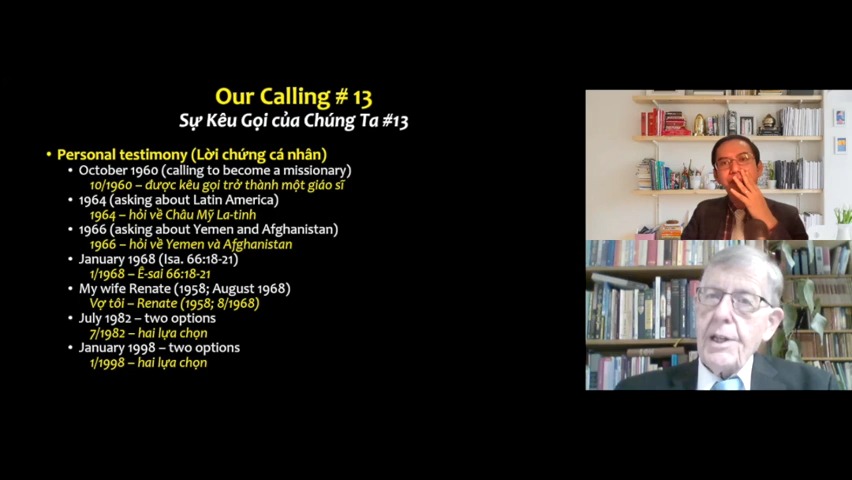 Our Calling # 13
Sự Kêu Gọi của Chúng Ta #13
• Personal testimony (Lời chứng cá nhân)
• October 1960 (calling to become a missionary)
10/1960 – được kêu gọi trở thành một giáo sĩ
• 1964 (asking about Latin America)
1964 – hỏi về Châu Mỹ La-tinh
• 1966 (asking about Yemen and Afghanistan)
1966 – hỏi về Yemen và Afghanistan
• January 1968 (Isa. 66:18-21)
1/1968 – Ê-sai 66:18-21
• My wife Renate (1958; August 1968)
Vợ tôi – Renate (1958; 8/1968)
• July 1982 – two options
7/1982 – hai lựa chọn
• January 1998 – two options
1/1998 – hai lựa chọn